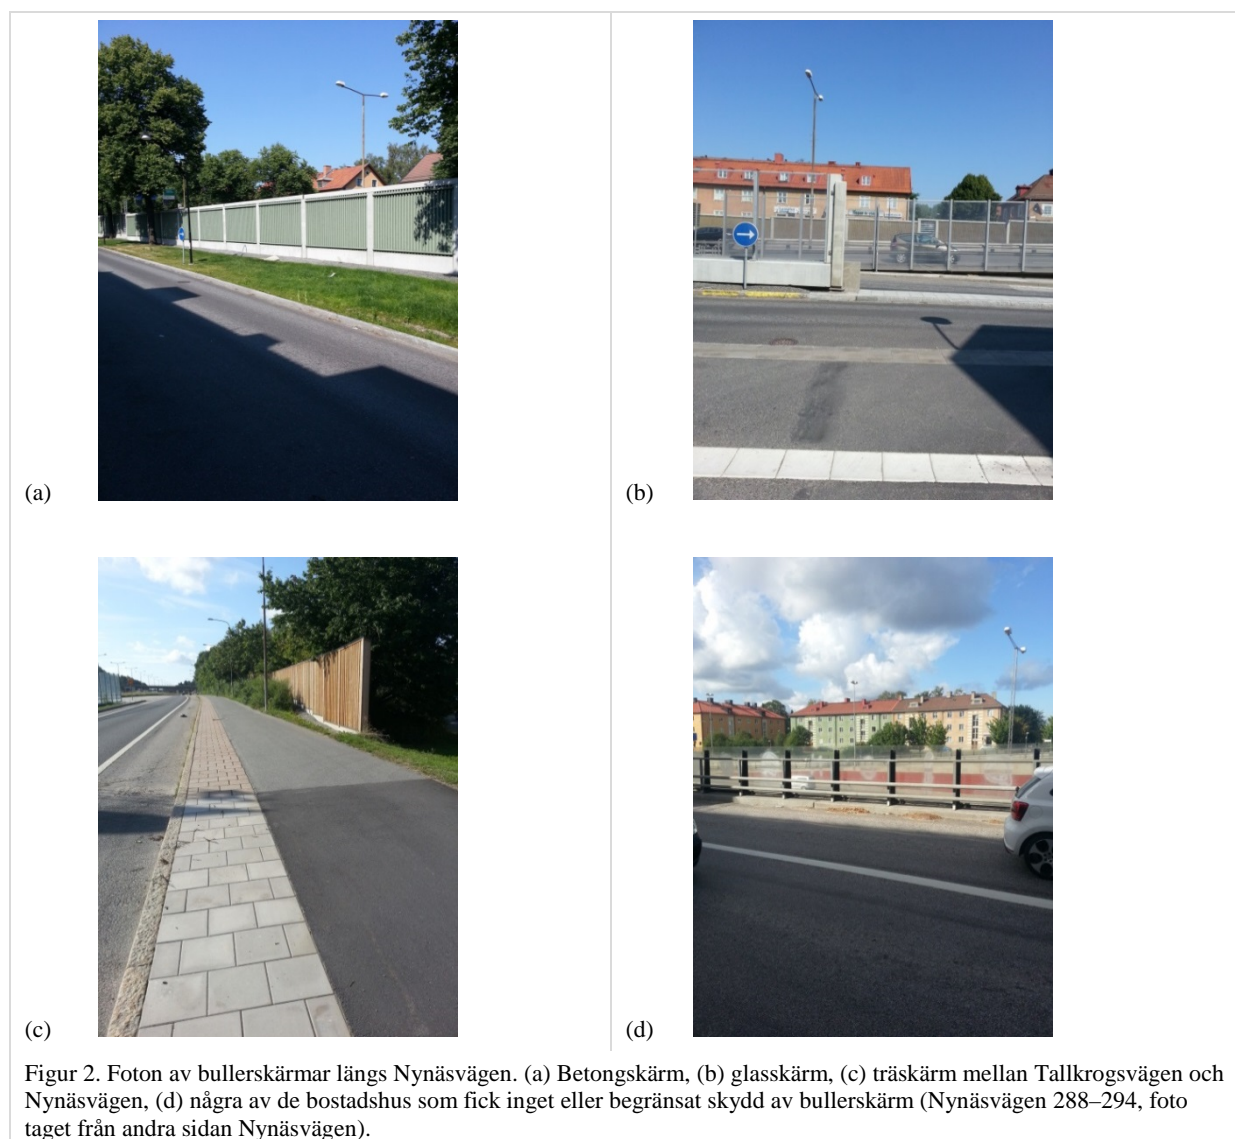 (a)
(b)
(c)
(d)
Figur 2. Foton av bullerskärmar längs Nynäsvägen. (a) Betongskärm, (b) glasskärm, (c) träskärm mellan Tallkrogsvägen och
Nynäsvägen, (d) några av de bostadshus som fick inget eller begränsat skydd av bullerskärm (Nynäsvägen 288–294, foto
taget från andra sidan Nynäsvägen).